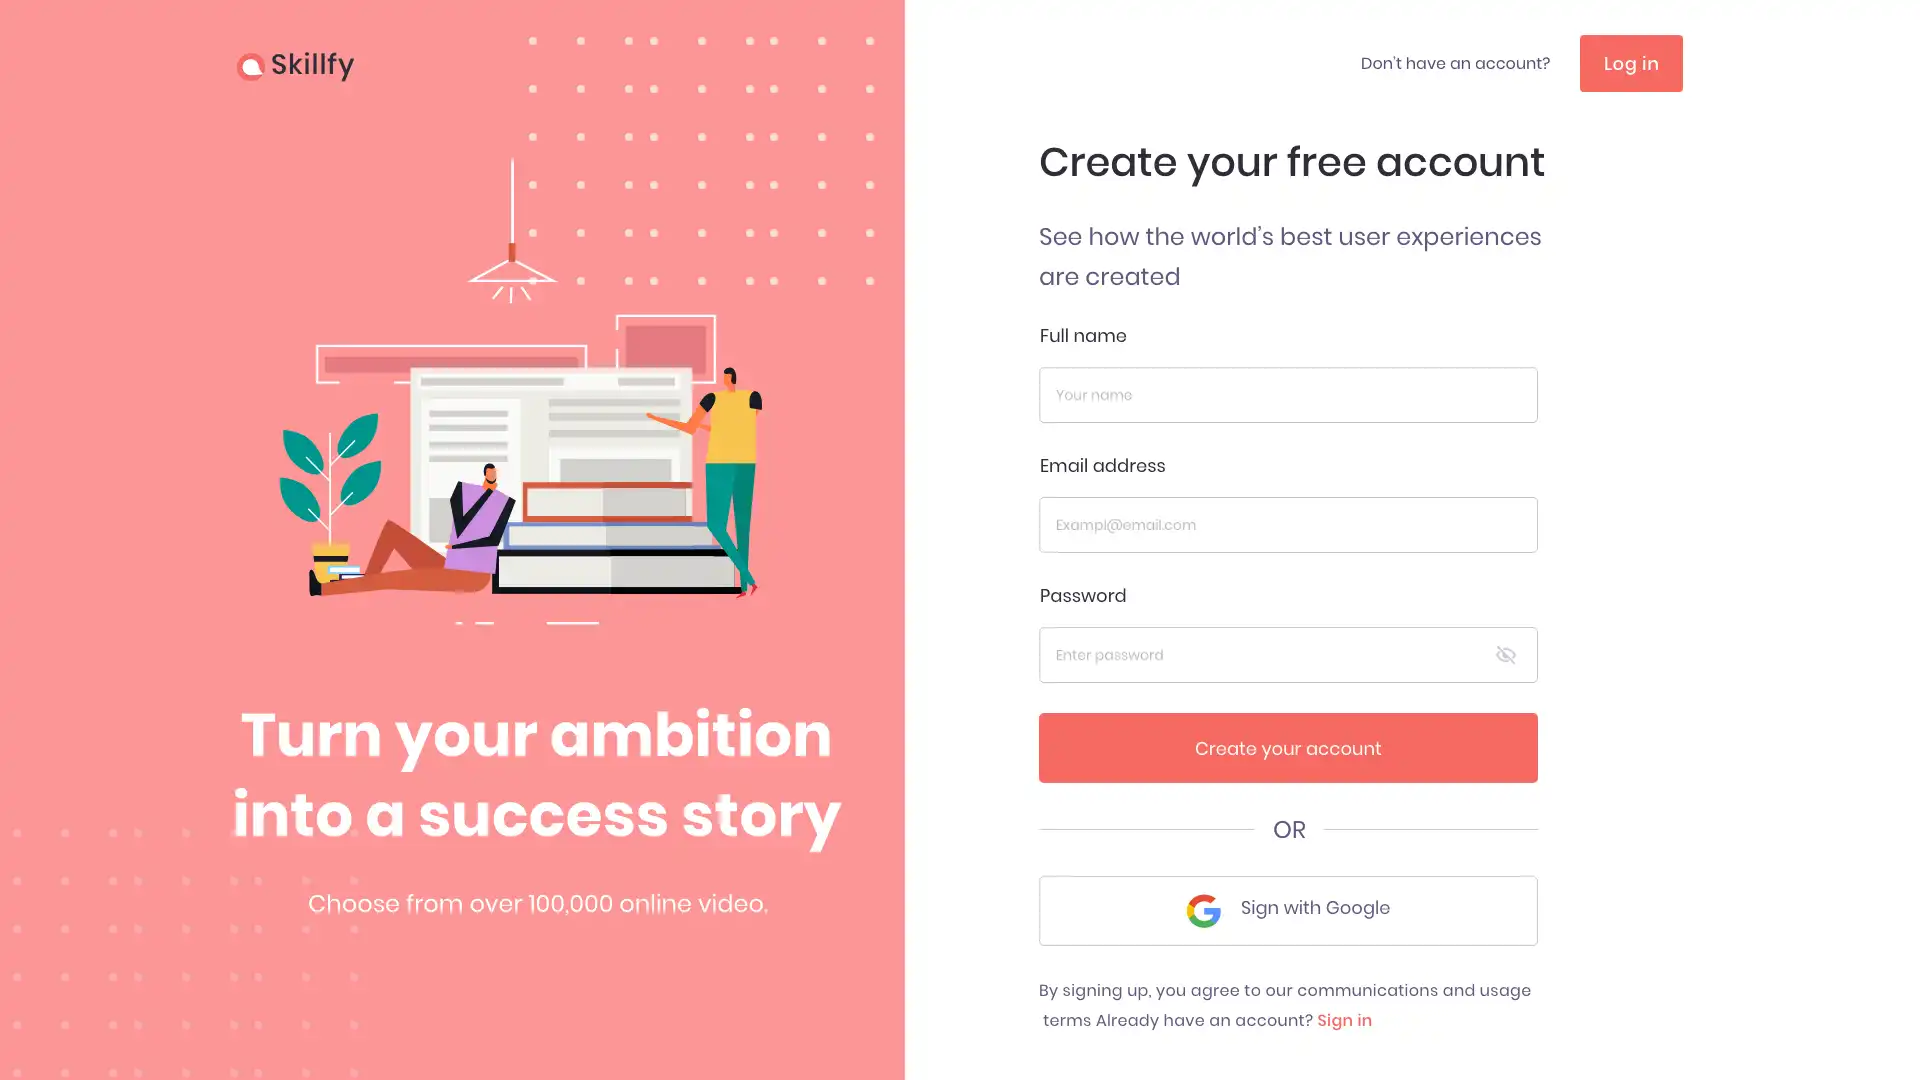 Skillfy
Don't have an account?
Log in
Create your free account
See how the world's best user experiences
are created
Full name
Your name
Email address
Exampl@email.com
Password
Enter password
Create your account
OR
Sign with Google
By signing up, you agree to our communications and usage
terms Already have an account? Sign in
Turn your ambition
into a success story
Choose from over 100,000 online video.